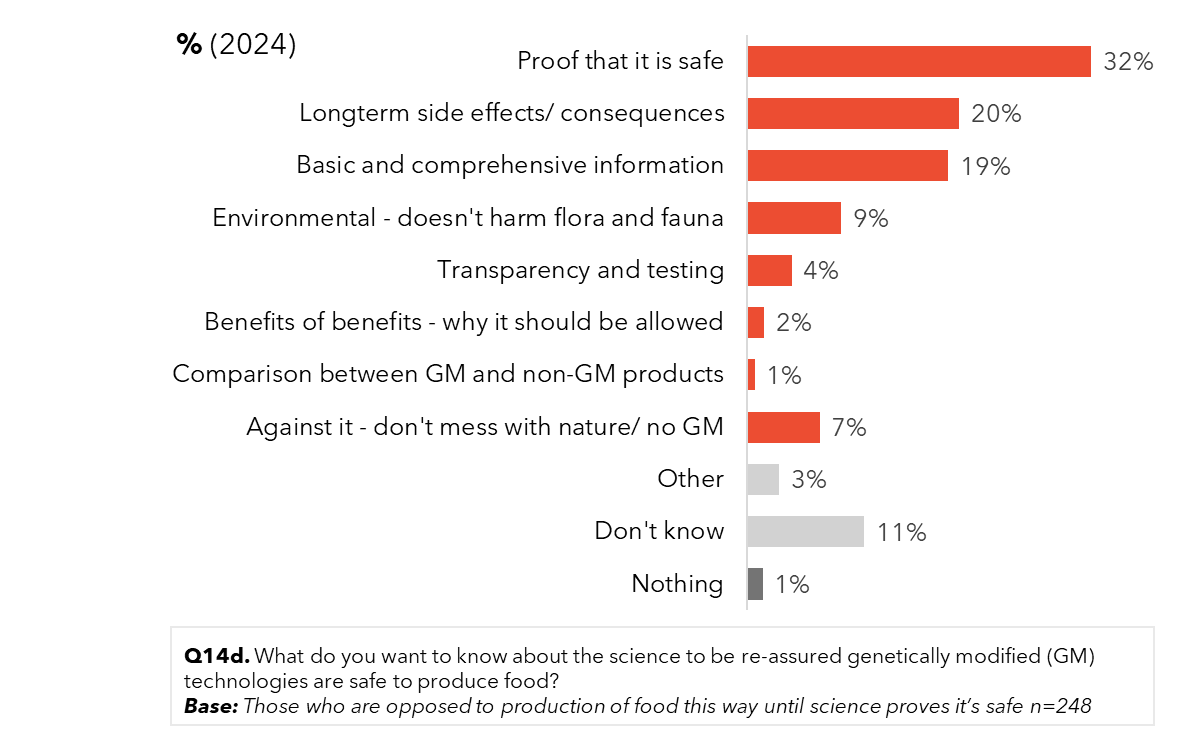 % (2024)
Proof that it is safe 32%
Longterm side effects/ consequences 20%
Basic and comprehensive information 19%
Environmental - doesn't harm flora and fauna 9%
Transparency and testing 4%
Benefits of benefits - why it should be allowed 2%
Comparison between GM and non-GM products 1%
Against it - don't mess with nature/ no GM 7%
Other 3%
Don't know 11%
Nothing 1%
Q14d. What do you want to know about the science to be re-assured genetically modified (GM)
technologies are safe to produce food?
Base: Those who are opposed to production of food this way until science proves it’s safe n=248